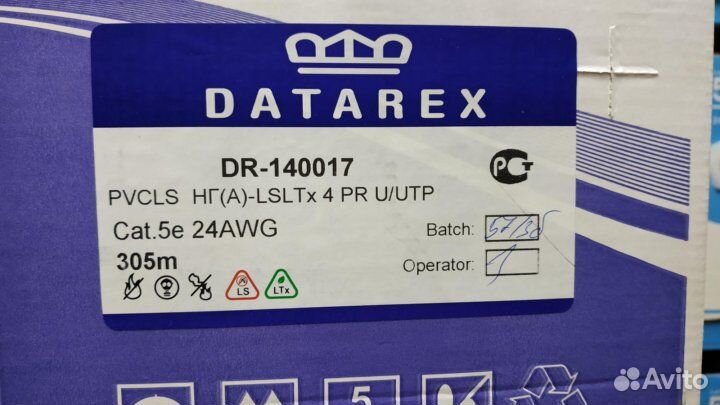 DATAREX
DR-140017
PVCLS НГ(А)-LSLTx 4 PR U/UTP
Cat.5e 24AWG
Batch:
305m
Operator:
LS
LTx
5
Avito